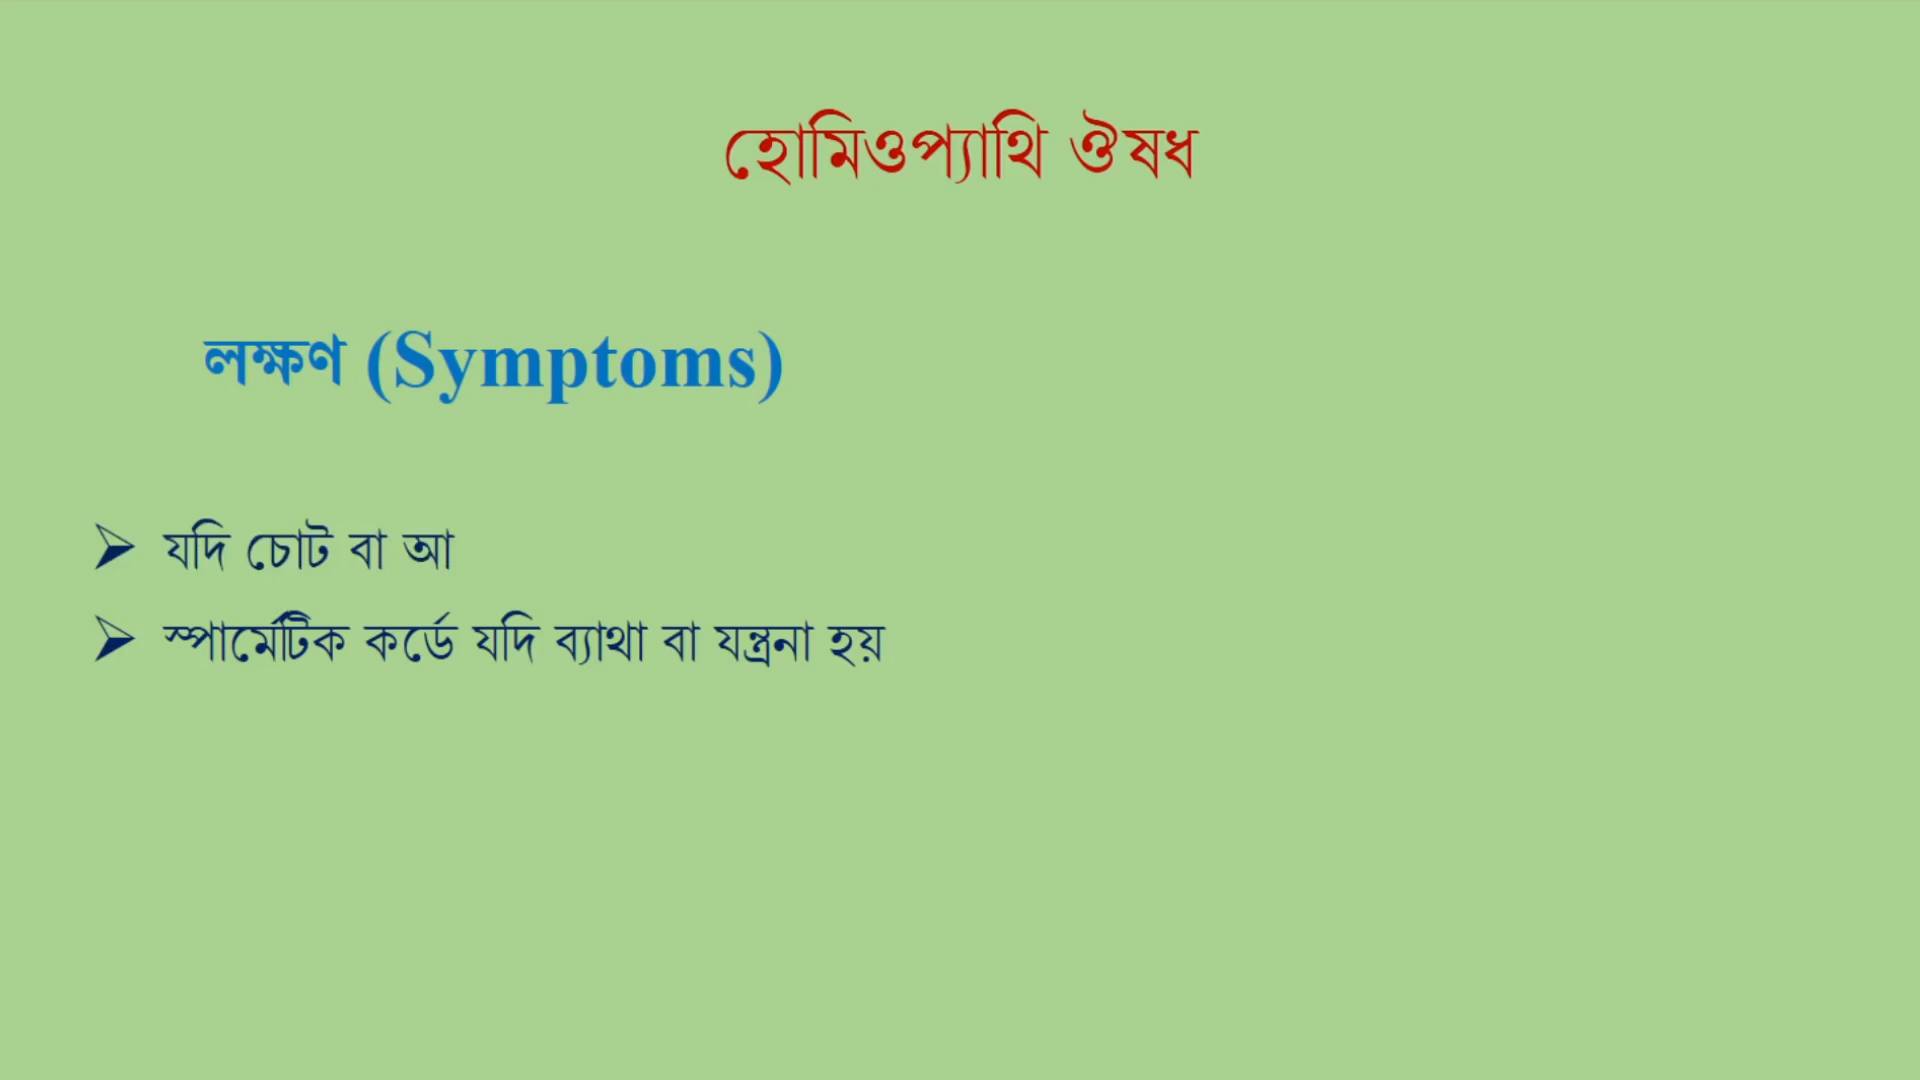 হোমিওপ্যাথি ঔষধ
লক্ষণ (Symptoms)
➢ যদি চোট বা আ
➢ স্পার্মেটিক কর্ডে যদি ব্যাথা বা যন্ত্রনা হয়